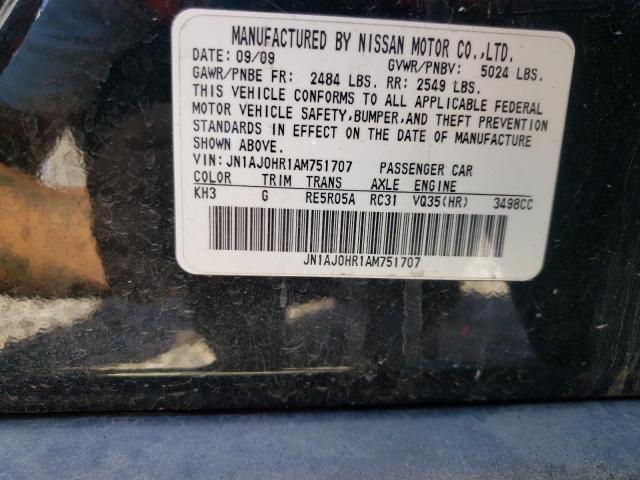 MANUFACTURED BY NISSAN MOTOR CO.,LTD.
DATE: 09/09 GVWR/PNBV: 5024 LBS.
GAWR/PNBE FR: 2484 LBS. RR: 2549 LBS.
THIS VEHICLE CONFORMS TO ALL APPLICABLE FEDERAL
MOTOR VEHICLE SAFETY, BUMPER, AND THEFT PREVENTION
STANDARDS IN EFFECT ON THE DATE OF MANUFACTURE
SHOWN ABOVE.
VIN: JN1AJ0HR1AM751707 PASSENGER CAR
COLOR TRIM TRANS AXLE ENGINE
KH3 G RE5R05A RC31 VQ35(HR) 3498CC
JN1AJ0HR1AM751707